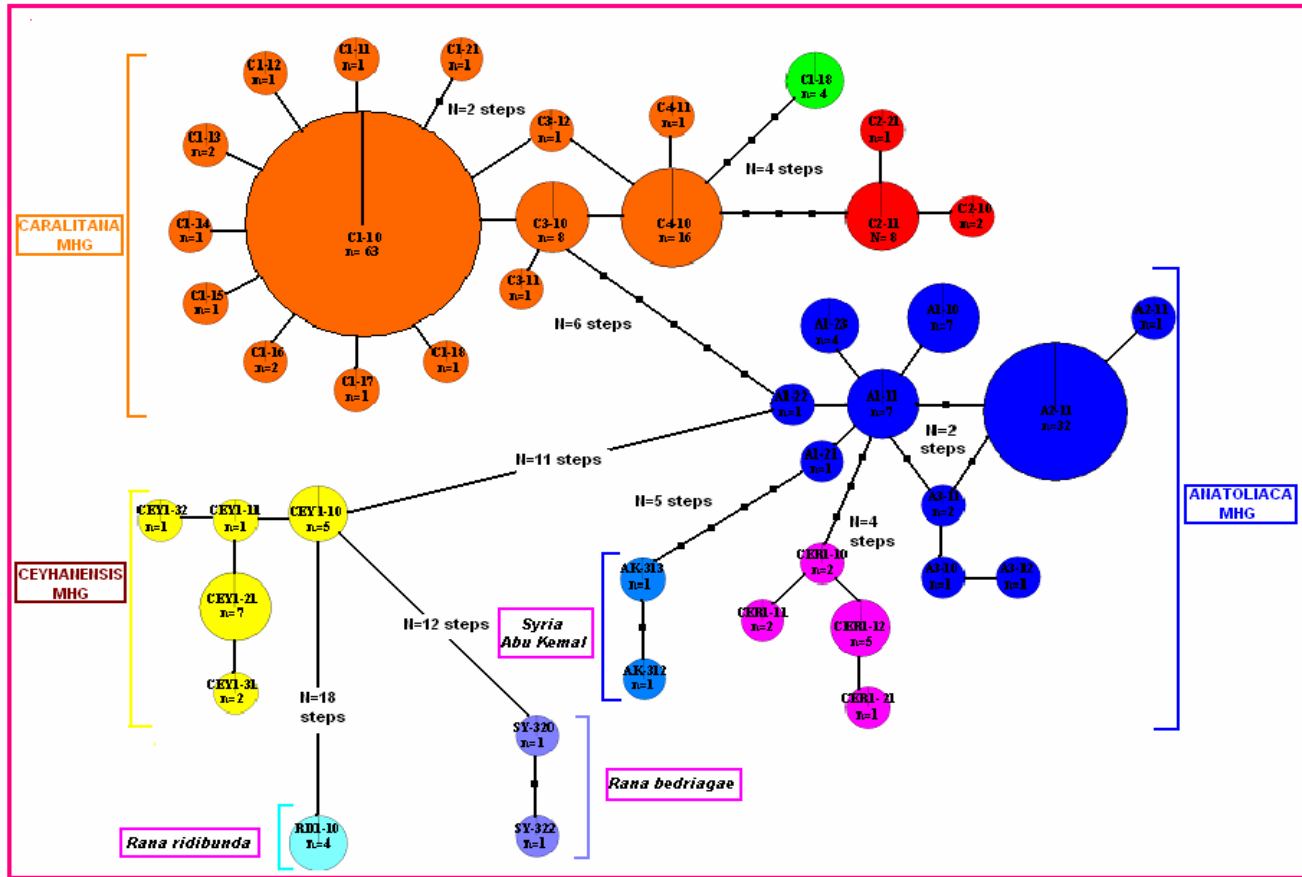 C1-11
n=1
C1-21
n=1
C1-12
n=1
C1-18
n= 4
N=2 steps
C4-11
n=1
C3-12
n=1
C2-21
n=1
C1-13
n=2
N=4 steps
CARALITANA
MHG
C1-14
n=1
C1-10
n= 63
C3-10
n= 8
C4-10
n= 16
C2-11
N= 8
C2-10
n=2
C3-11
n=1
C1-15
n=1
N=6 steps
A1-23
n=4
A1-10
n=7
A2-11
n=1
C1-16
n=2
C1-17
n=1
C1-18
n=1
A1-22
n=1
A1-11
n=7
A2-11
n=32
N=2
steps
N=11 steps
A1-21
n=1
N=5 steps
ANATOLIACA
MHG
CEY1-32
n=1
CEY1-11
n=1
CEY1-10
n=5
A3-11
n=2
N=4
steps
CEYHANENSIS
MHG
CER1-10
n=2
AK-313
n=1
A3-10
n=1
A3-12
n=1
CEY1-21
n=7
N=12 steps
Syria
Abu Kemal
CER1-11
n=2
CER1-12
n=5
CEY1-31
n=2
AK-312
n=1
N=18
steps
CER1- 21
n=1
SY-320
n=1
Rana bedriagae
Rana ridibunda
RD1-10
n=4
SY-322
n=1